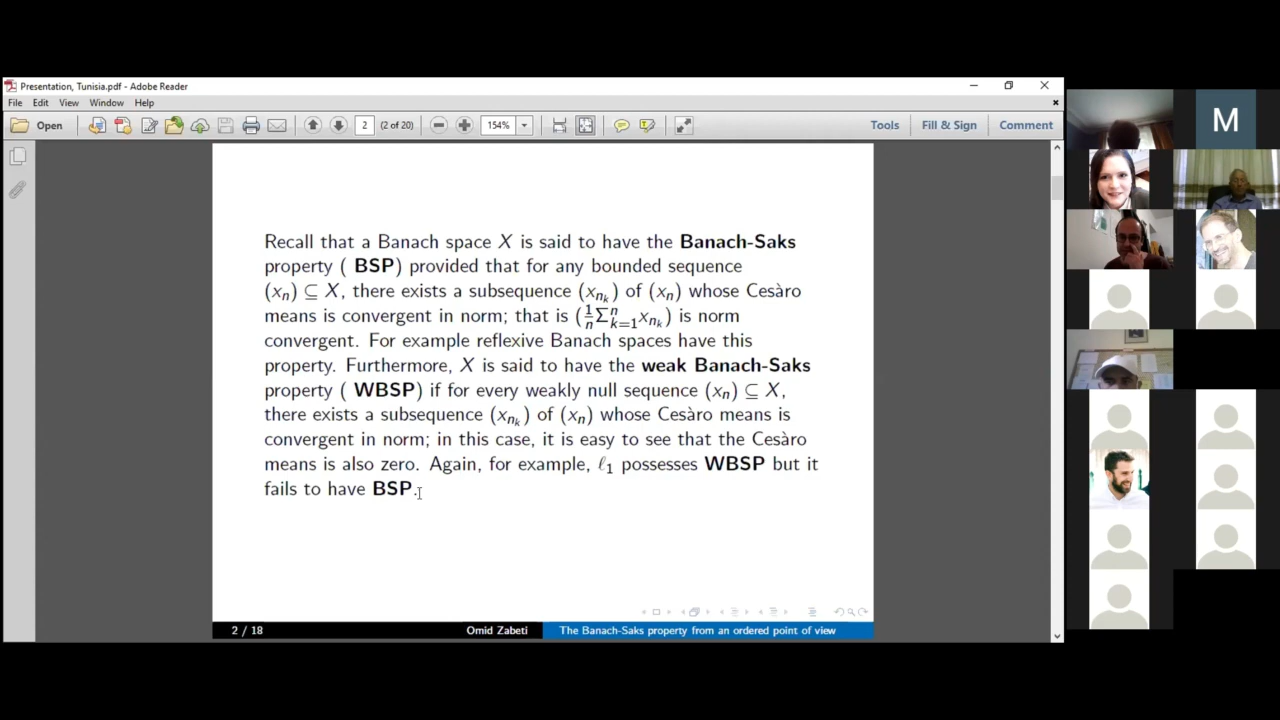 Presentation, Tunisia.pdf - Adobe Reader
File Edit View Window Help
Open 2 (2 of 20) 154% Tools Fill & Sign Comment
M
Recall that a Banach space X is said to have the Banach-Saks
property ( BSP) provided that for any bounded sequence
(xₙ) ⊆ X, there exists a subsequence (x_{n_k}) of (xₙ) whose Cesàro
means is convergent in norm; that is (1/n Σ_{k=1}^{n} x_{n_k}) is norm
convergent. For example reflexive Banach spaces have this
property. Furthermore, X is said to have the weak Banach-Saks
property ( WBSP) if for every weakly null sequence (xₙ) ⊆ X,
there exists a subsequence (x_{n_k}) of (xₙ) whose Cesàro means is
convergent in norm; in this case, it is easy to see that the Cesàro
means is also zero. Again, for example, ℓ₁ possesses WBSP but it
fails to have BSP.
2 / 18 Omid Zabeti The Banach-Saks property from an ordered point of view